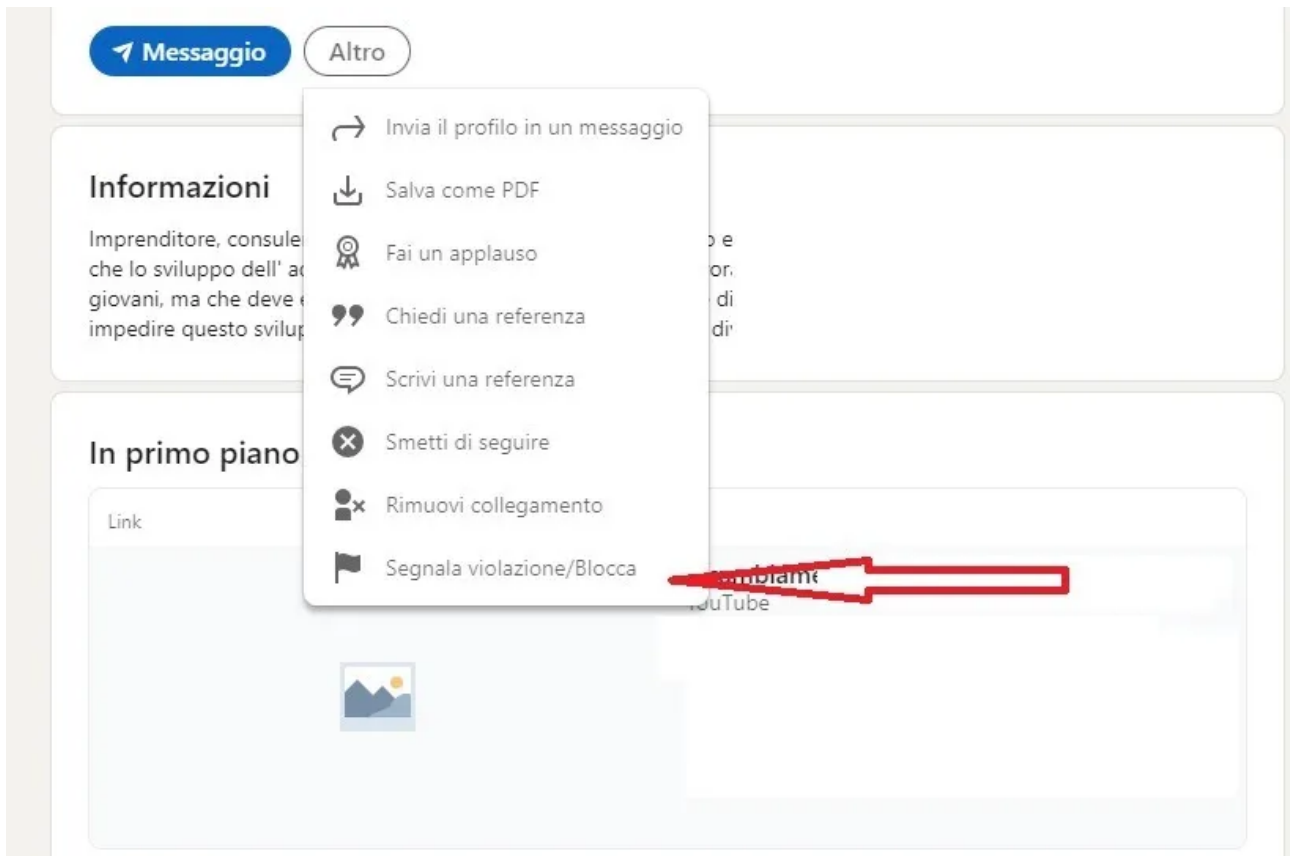 Messaggio
Altro
Invia il profilo in un messaggio
Salva come PDF
Fai un applauso
Chiedi una referenza
Scrivi una referenza
Smetti di seguire
Rimuovi collegamento
Segnala violazione/Blocca
Informazioni
Imprenditore, e
che lo sviluppo dell'
giovani, ma che deve di
impedire questo
In primo piano
Link
YouTube